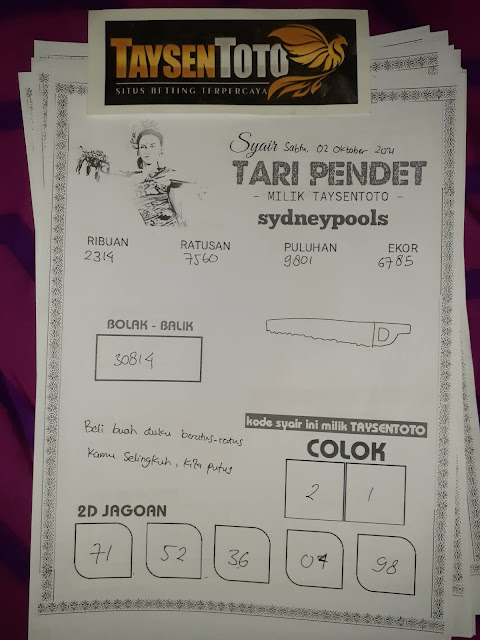 TAYSENTOTO
SITUS BETTING TERPERCAYA
Syair Sabtu, 02 Oktober 2021
TARI PENDET
- MILIK TAYSENTOTO -
sydneypools
RIBUAN RATUSAN PULUHAN EKOR
2314 7560 9801 6785
BOLAK - BALIK
30814
D
Beli buah duku beratus-ratus
Kamu Selingkuh, Kita putus
kode syair ini milik TAYSENTOTO
COLOK
2 1
2D JAGOAN
71 52 36 04 98